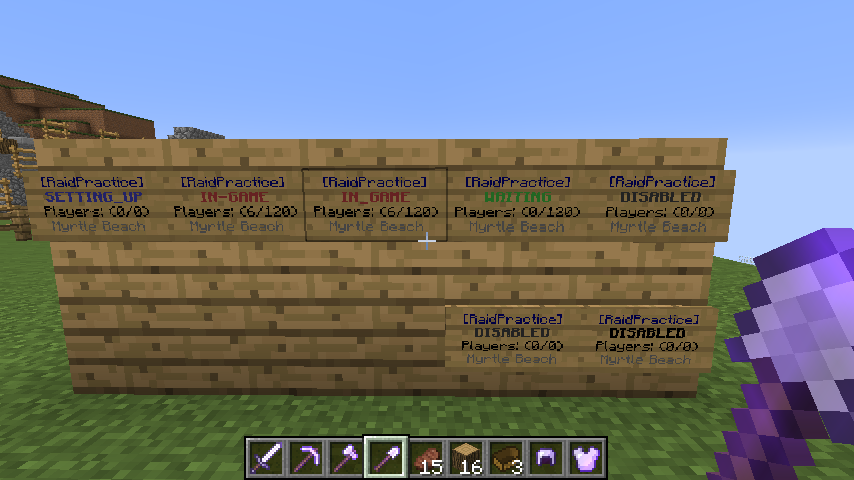 [RaidPractice]
SETTING_UP
Players: (0/0)
Myrtle Beach
[RaidPractice]
IN-GAME
Players: (6/120)
Myrtle Beach
[RaidPractice]
IN_GAME
Players: (6/120)
Myrtle Beach
[RaidPractice]
WAITING
Players: (0/120)
Myrtle Beach
[RaidPractice]
DISABLED
Players: (0/0)
Myrtle Beach
[RaidPractice]
DISABLED
Players: (0/0)
Myrtle Beach
[RaidPractice]
DISABLED
Players: (0/0)
Myrtle Beach
15 16 3